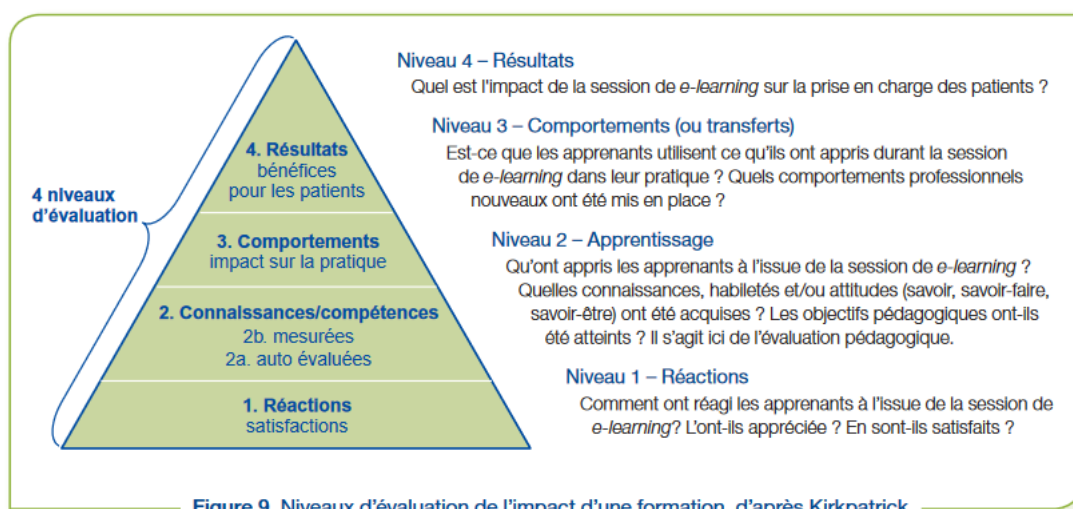 4 niveaux
d'évaluation
4. Résultats
bénéfices
pour les patients
3. Comportements
impact sur la pratique
2. Connaissances/compétences
2b. mesurées
2a. auto évaluées
1. Réactions
satisfactions
Niveau 4 – Résultats
Quel est l'impact de la session de e-learning sur la prise en charge des patients ?
Niveau 3 – Comportements (ou transferts)
Est-ce que les apprenants utilisent ce qu'ils ont appris durant la session
de e-learning dans leur pratique ? Quels comportements professionnels
nouveaux ont été mis en place ?
Niveau 2 – Apprentissage
Qu'ont appris les apprenants à l'issue de la session de e-learning ?
Quelles connaissances, habiletés et/ou attitudes (savoir, savoir-faire,
savoir-être) ont été acquises ? Les objectifs pédagogiques ont-ils
été atteints ? Il s'agit ici de l'évaluation pédagogique.
Niveau 1 – Réactions
Comment ont réagi les apprenants à l'issue de la session de
e-learning? L'ont-ils appréciée ? En sont-ils satisfaits ?
Figure 9. Niveaux d'évaluation de l'impact d'une formation, d'après Kirkpatrick